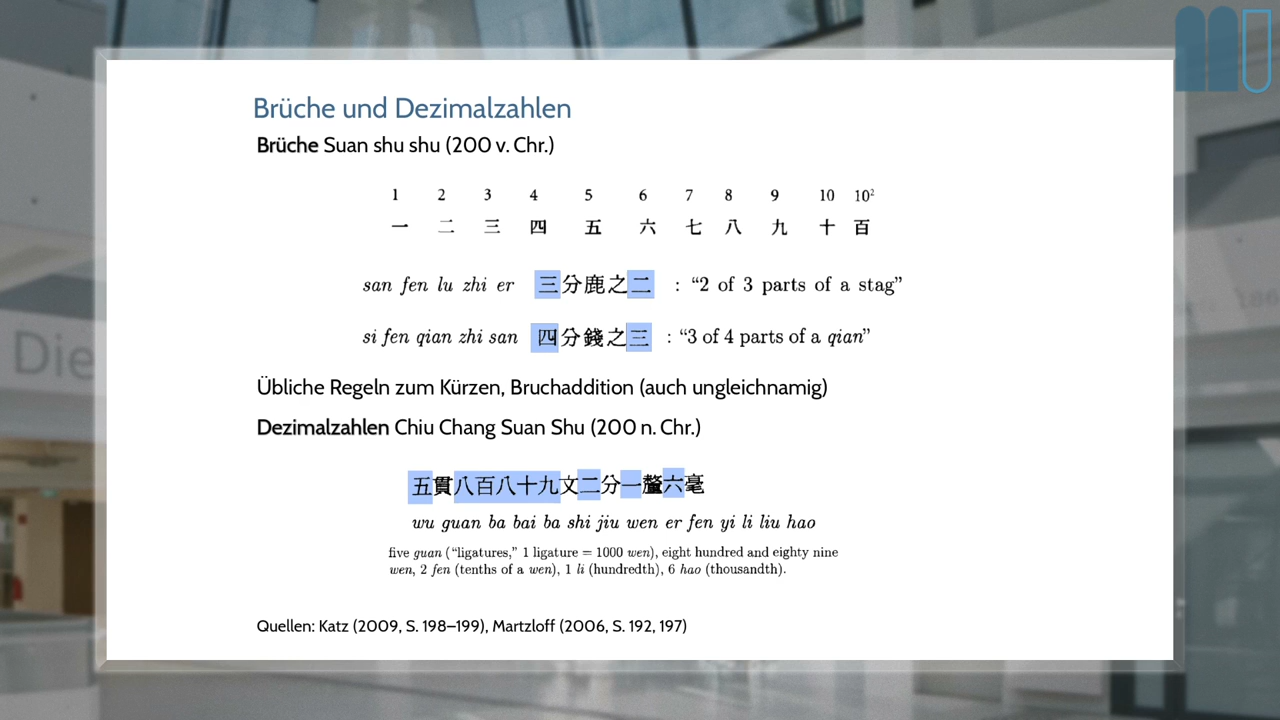 Brüche und Dezimalzahlen
Brüche Suan shu shu (200 v. Chr.)
1 2 3 4 5 6 7 8 9 10 10²
一 二 三 四 五 六 七 八 九 十 百
san fen lu zhi er 三分鹿之二 : “2 of 3 parts of a stag”
si fen qian zhi san 四分錢之三 : “3 of 4 parts of a qian”
Übliche Regeln zum Kürzen, Bruchaddition (auch ungleichnamig)
Dezimalzahlen Chiu Chang Suan Shu (200 n. Chr.)
五貫八百八十九文二分一釐六毫
wu guan ba bai ba shi jiu wen er fen yi li liu hao
five guan (“ligatures,” 1 ligature = 1000 wen), eight hundred and eighty nine
wen, 2 fen (tenths of a wen), 1 li (hundredth), 6 hao (thousandth).
Quellen: Katz (2009, S. 198–199), Martzloff (2006, S. 192, 197)
Die